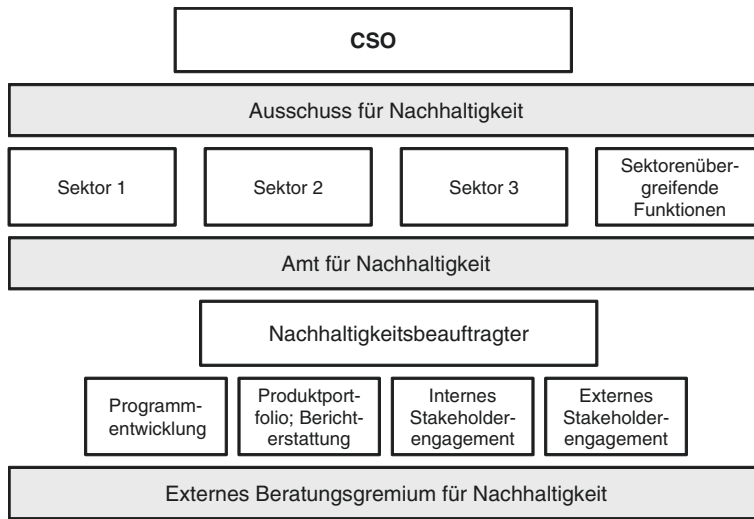 CSO
Ausschuss für Nachhaltigkeit
Sektor 1
Sektor 2
Sektor 3
Sektorenüber-
greifende
Funktionen
Amt für Nachhaltigkeit
Nachhaltigkeitsbeauftragter
Programm-
entwicklung
Produktport-
folio; Bericht-
erstattung
Internes
Stakeholder-
engagement
Externes
Stakeholder-
engagement
Externes Beratungsgremium für Nachhaltigkeit